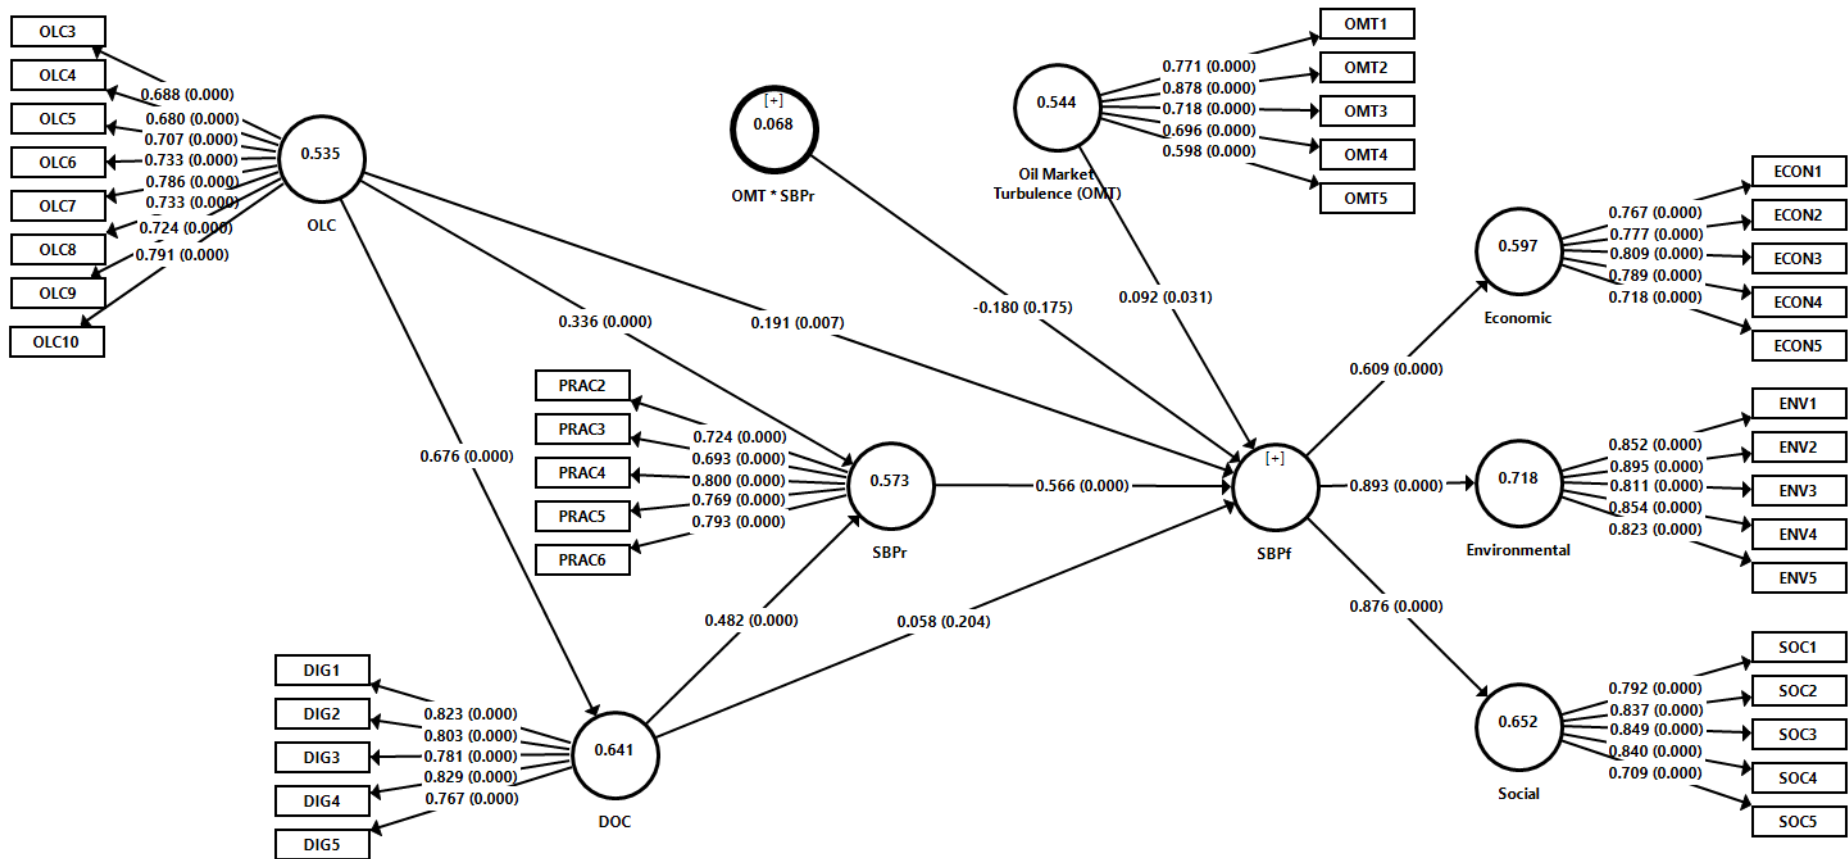 OLC3
OLC4
OLC5
OLC6
OLC7
OLC8
OLC9
OLC10
0.688 (0.000)
0.680 (0.000)
0.707 (0.000)
0.733 (0.000)
0.786 (0.000)
0.733 (0.000)
0.724 (0.000)
0.791 (0.000)
0.535
OLC
[+]
0.068
OMT * SBPr
0.544
Oil Market
Turbulence (OMT)
0.771 (0.000)
0.878 (0.000)
0.718 (0.000)
0.696 (0.000)
0.598 (0.000)
OMT1
OMT2
OMT3
OMT4
OMT5
0.336 (0.000)
0.191 (0.007)
-0.180 (0.175)
0.092 (0.031)
0.676 (0.000)
PRAC2
PRAC3
PRAC4
PRAC5
PRAC6
0.724 (0.000)
0.693 (0.000)
0.800 (0.000)
0.769 (0.000)
0.793 (0.000)
0.573
SBPr
0.566 (0.000)
[+]
SBPf
0.482 (0.000)
0.058 (0.204)
DIG1
DIG2
DIG3
DIG4
DIG5
0.823 (0.000)
0.803 (0.000)
0.781 (0.000)
0.829 (0.000)
0.767 (0.000)
0.641
DOC
0.609 (0.000)
0.893 (0.000)
0.876 (0.000)
0.597
Economic
0.767 (0.000)
0.777 (0.000)
0.809 (0.000)
0.789 (0.000)
0.718 (0.000)
ECON1
ECON2
ECON3
ECON4
ECON5
0.718
Environmental
0.852 (0.000)
0.895 (0.000)
0.811 (0.000)
0.854 (0.000)
0.823 (0.000)
ENV1
ENV2
ENV3
ENV4
ENV5
0.652
Social
0.792 (0.000)
0.837 (0.000)
0.849 (0.000)
0.840 (0.000)
0.709 (0.000)
SOC1
SOC2
SOC3
SOC4
SOC5